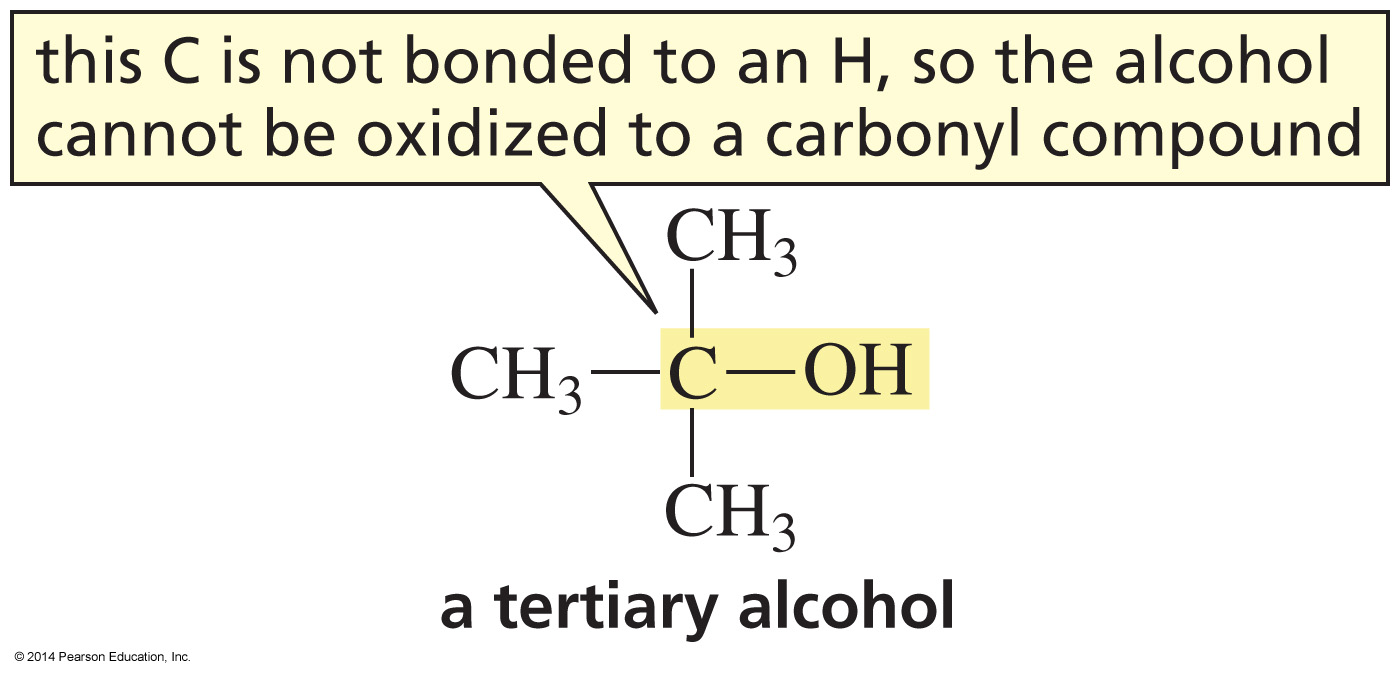 this C is not bonded to an H, so the alcohol
cannot be oxidized to a carbonyl compound
CH₃
CH₃—C—OH
CH₃
a tertiary alcohol
© 2014 Pearson Education, Inc.